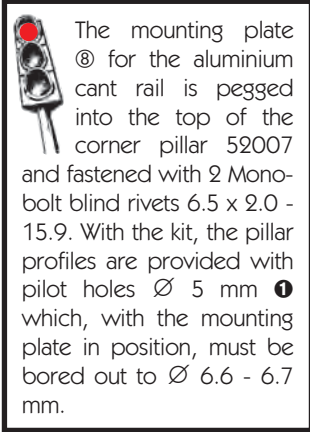 The mounting plate
⑧ for the aluminium
cant rail is pegged
into the top of the
corner pillar 52007
and fastened with 2 Mono-
bolt blind rivets 6.5 x 2.0 -
15.9. With the kit, the pillar
profiles are provided with
pilot holes Ø 5 mm ❶
which, with the mounting
plate in position, must be
bored out to Ø 6.6 - 6.7
mm.